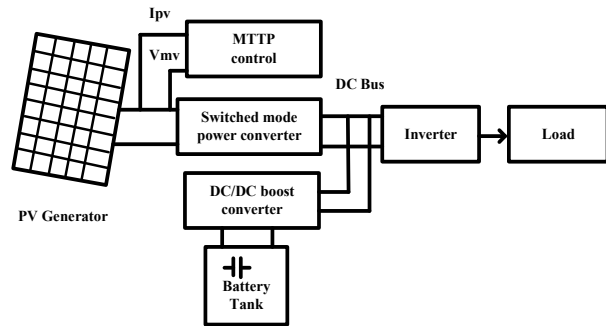 Ipv
MTTP
control
Vmv
DC Bus
Switched mode
power converter
Inverter
Load
DC/DC boost
converter
PV Generator
Battery
Tank